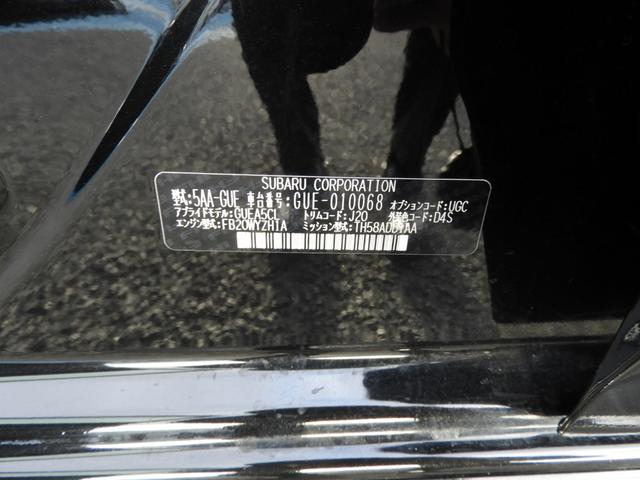 SUBARU CORPORATION
型式:5AA-GUE 車台番号:GUE-010068 オプションコード:UGC
アプライドモデル:GUEA5CL トリムコード:J20 外装色コード:D4S
エンジン型式:FB20WYZH1A ミッション型式: